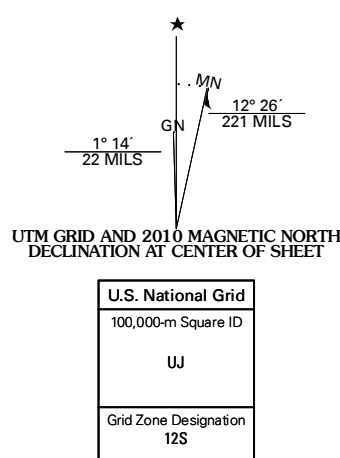 MN
12° 26´
221 MILS
GN
1° 14´
22 MILS
UTM GRID AND 2010 MAGNETIC NORTH
DECLINATION AT CENTER OF SHEET
U.S. National Grid
100,000-m Square ID
UJ
Grid Zone Designation
12S